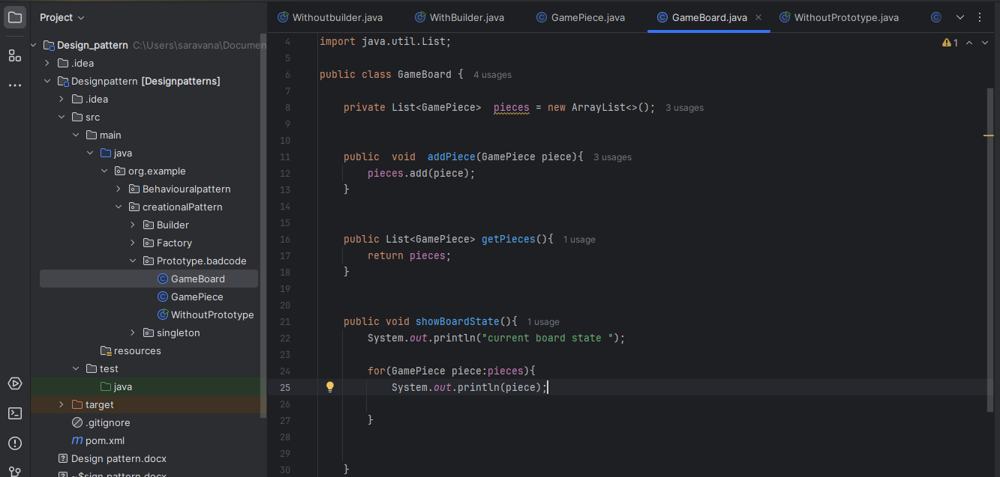 Project
Withoutbuilder.java WithBuilder.java GamePiece.java GameBoard.java WithoutPrototype.java
Design_pattern C:\Users\saravana\Documen
.idea
Designpattern [Designpatterns]
.idea
src
main
java
org.example
Behaviouralpattern
creationalPattern
Builder
Factory
Prototype.badcode
GameBoard
GamePiece
WithoutPrototype
singleton
resources
test
java
target
.gitignore
pom.xml
Design pattern.docx
~$sign pattern.docx
1
4 import java.util.List;
5
6 public class GameBoard { 4 usages
7
8 private List<GamePiece> pieces = new ArrayList<>(); 3 usages
9
10
11 public void addPiece(GamePiece piece){ 3 usages
12 pieces.add(piece);
13 }
14
15
16 public List<GamePiece> getPieces(){ 1 usage
17 return pieces;
18 }
19
20
21 public void showBoardState(){ 1 usage
22 System.out.println("current board state ");
23
24 for(GamePiece piece:pieces){
25 System.out.println(piece);
26
27 }
28
29
30 }